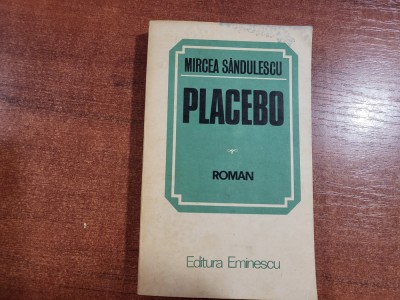 MIRCEA SÂNDULESCU
PLACEBO
ROMAN
Editura Eminescu